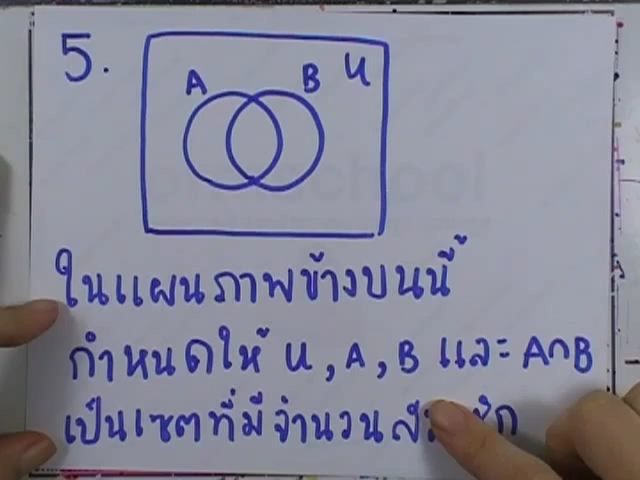 5.
A B U
ในแผนภาพข้างบนนี้
กำหนดให้ U, A, B และ A∩B
เป็นเซตที่มีจำนวน